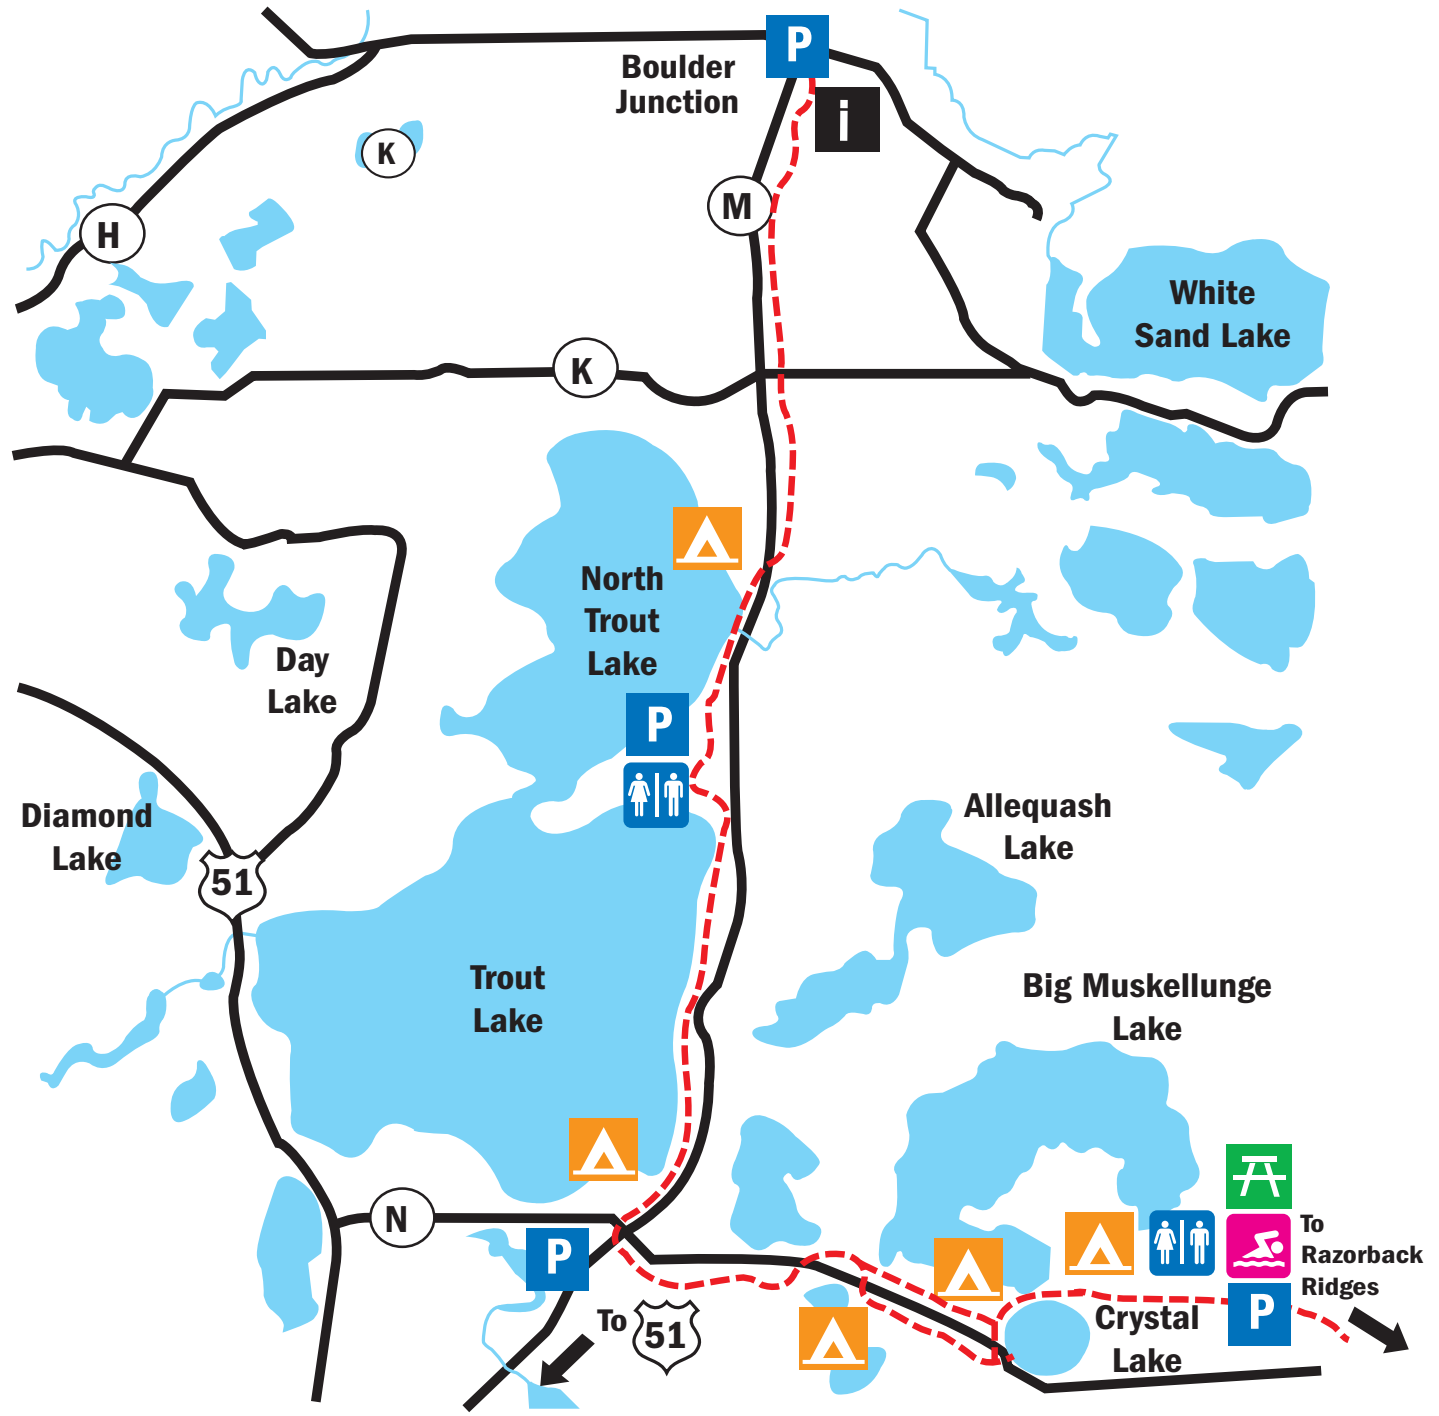 P
Boulder
Junction
i
K
M
H
White
Sand Lake
K
North
Trout
Lake
Day
Lake
P
Diamond
Lake
Allequash
Lake
51
Trout
Lake
Big Muskellunge
Lake
N
P
To
Razorback
Ridges
To
51
Crystal
Lake
P